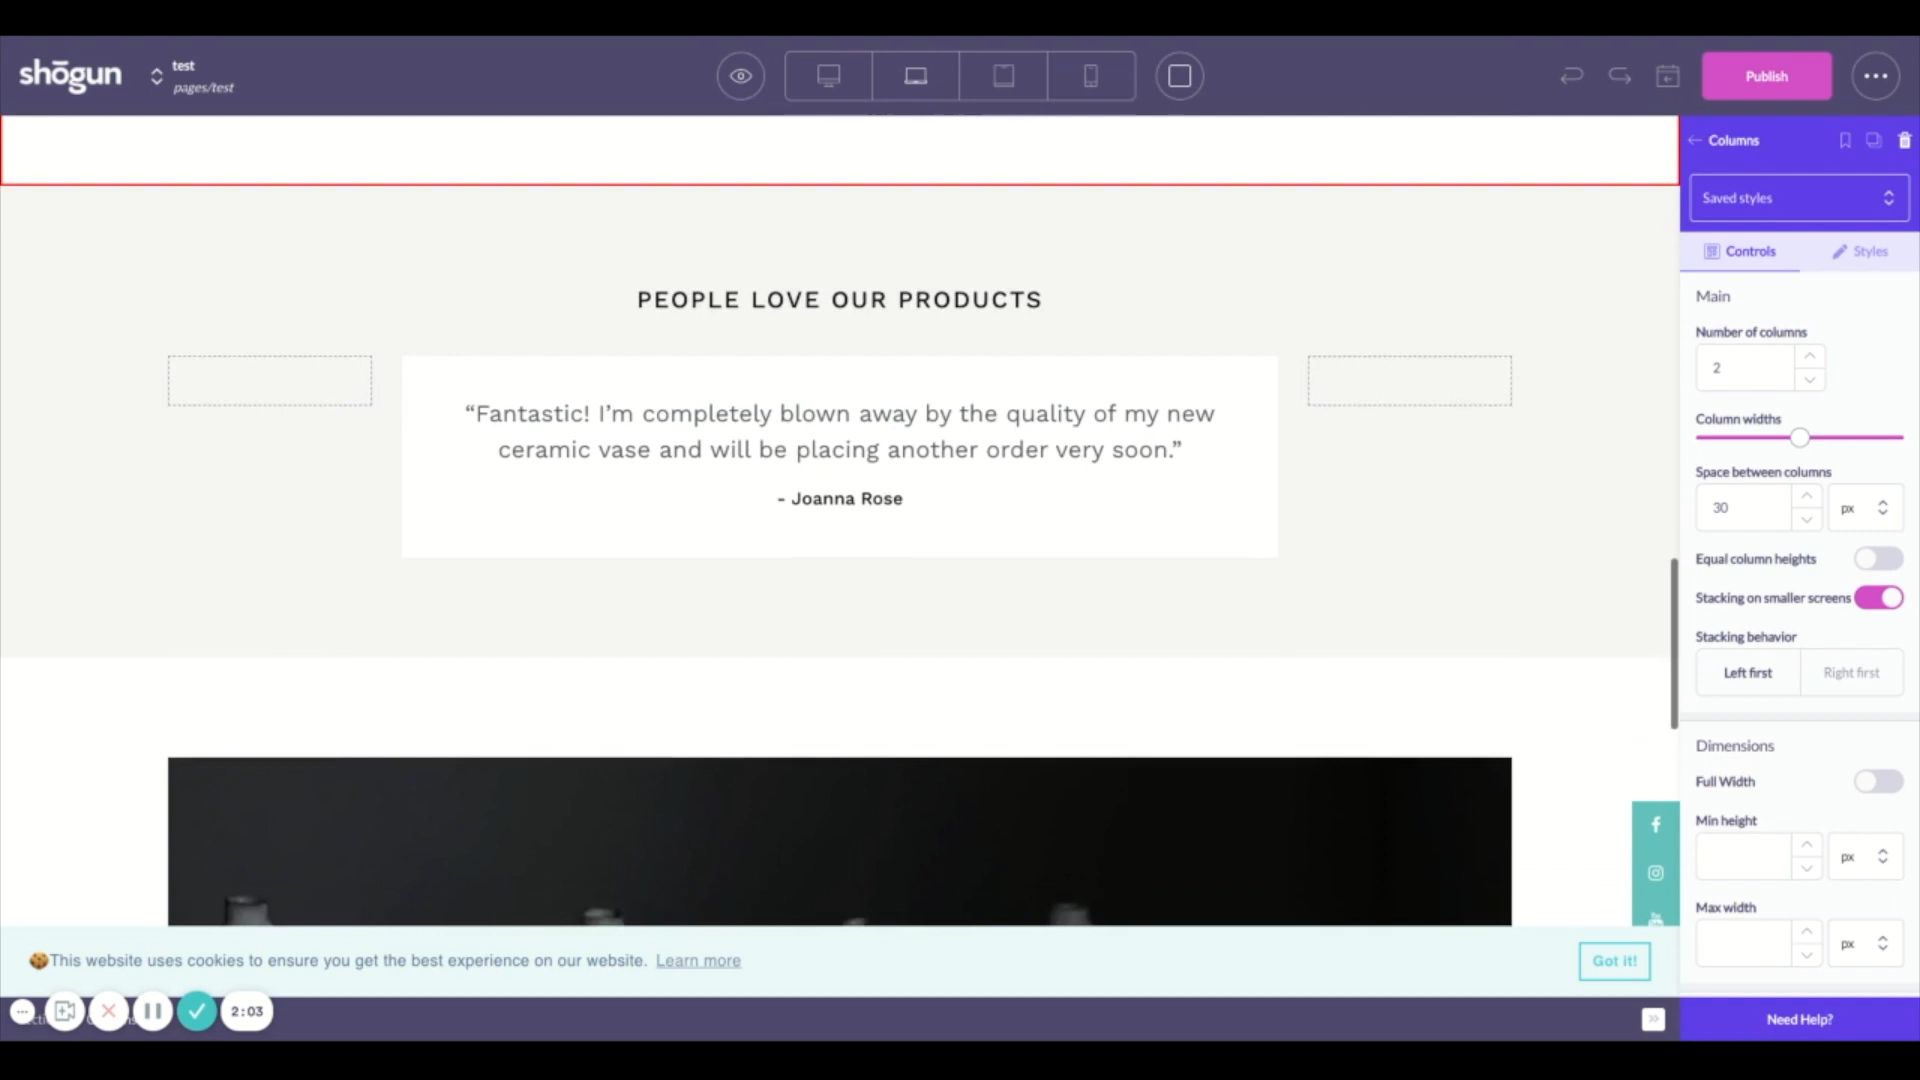 shōgun
test
pages/test
Publish
Columns
Saved styles
Controls
Styles
Main
Number of columns
2
Column widths
Space between columns
30
px
Equal column heights
Stacking on smaller screens
Stacking behavior
Left first
Right first
Dimensions
Full Width
Min height
px
Max width
px
Need Help?
PEOPLE LOVE OUR PRODUCTS
“Fantastic! I’m completely blown away by the quality of my new
ceramic vase and will be placing another order very soon.”
- Joanna Rose
This website uses cookies to ensure you get the best experience on our website. Learn more
Got it!
2:03